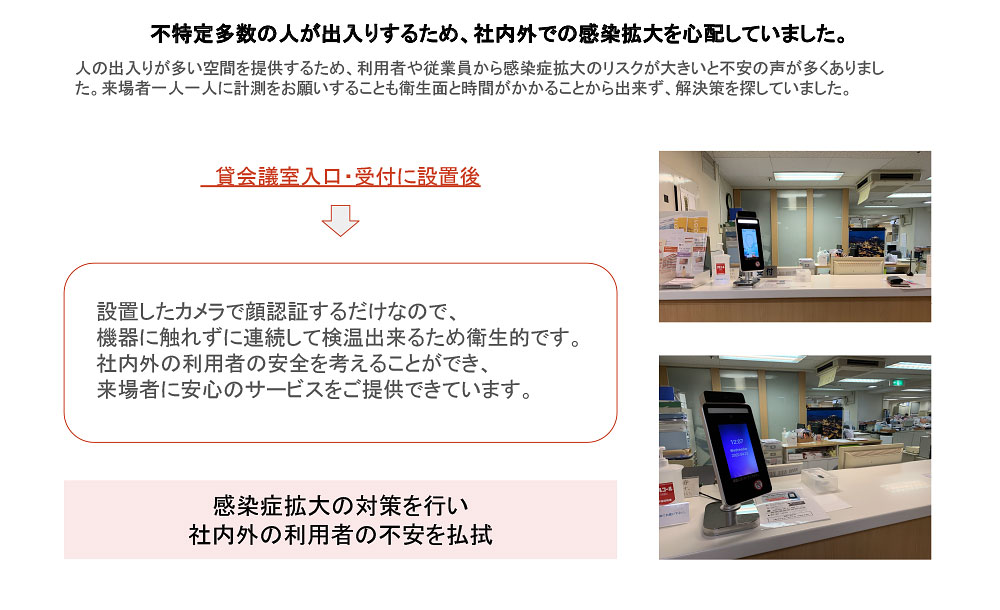 不特定多数の人が出入りするため、社内外での感染拡大を心配していました。
人の出入りが多い空間を提供するため、利用者や従業員から感染症拡大のリスクが大きいと不安の声が多くありまし
た。来場者一人一人に計測をお願いすることも衛生面と時間がかかることから出来ず、解決策を探していました。
貸会議室入口・受付に設置後
設置したカメラで顔認証するだけなので、
機器に触れずに連続して検温出来るため衛生的です。
社内外の利用者の安全を考えることができ、
来場者に安心のサービスをご提供できています。
感染症拡大の対策を行い
社内外の利用者の不安を払拭
12:07